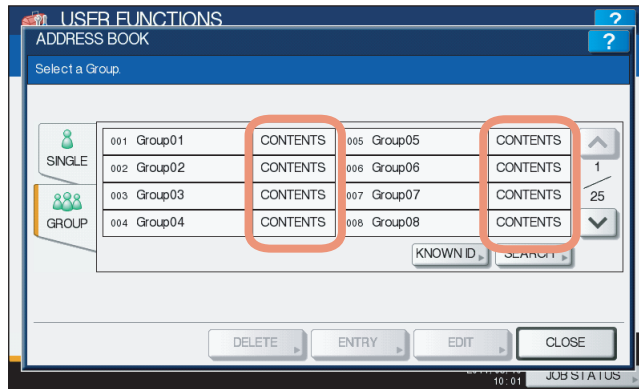 USER FUNCTIONS ?
ADDRESS BOOK ?
Select a Group.
SINGLE
GROUP
001 Group01 CONTENTS 005 Group05 CONTENTS
002 Group02 CONTENTS 006 Group06 CONTENTS
003 Group03 CONTENTS 007 Group07 CONTENTS
004 Group04 CONTENTS 008 Group08 CONTENTS
1
25
KNOWN ID SEARCH
DELETE ENTRY EDIT CLOSE
10:01 JOB STATUS